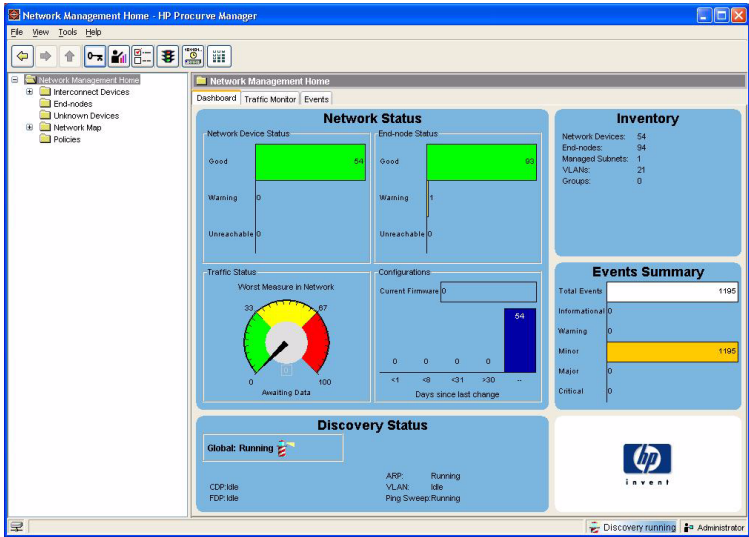 Network Management Home - HP Procurve Manager
File View Tools Help
Network Management Home
Interconnect Devices
End-nodes
Unknown Devices
Network Map
Policies
Network Management Home
Dashboard Traffic Monitor Events
Network Status
Network Device Status
Good 54
Warning 0
Unreachable 0
End-node Status
Good 93
Warning 1
Unreachable 0
Traffic Status
Worst Measure in Network
33 67
0 0 100
Awaiting Data
Configurations
Current Firmware 0
54
0 0 0 0
<1 <8 <31 >30 --
Days since last change
Inventory
Network Devices: 54
End-nodes: 94
Managed Subnets: 1
VLANs: 21
Groups: 0
Events Summary
Total Events 1195
Informational 0
Warning 0
Minor 1195
Major 0
Critical 0
Discovery Status
Global: Running
CDP:Idle
FDP:Idle
ARP: Running
VLAN: Idle
Ping Sweep:Running
hp
invent
Discovery running Administrator